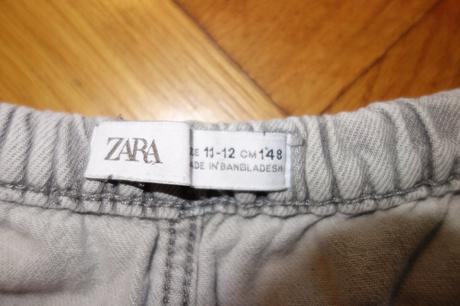 ZARA
ZE 11-12 CM 148
ADE IN BANGLADESH